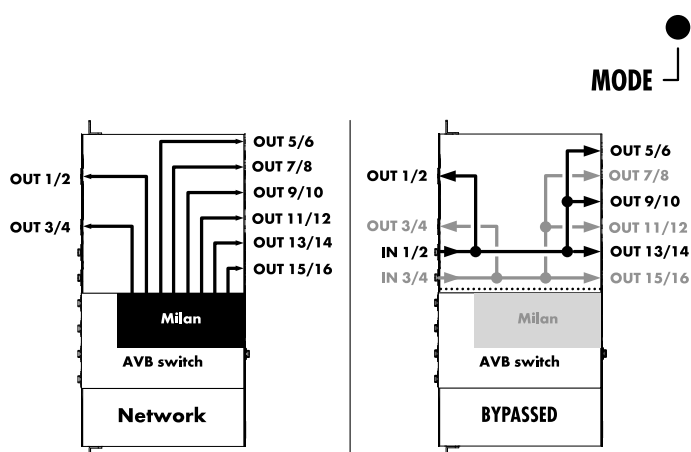 MODE
OUT 5/6
OUT 7/8
OUT 1/2
OUT 9/10
OUT 11/12
OUT 3/4
OUT 13/14
OUT 15/16
Milan
AVB switch
Network
OUT 5/6
OUT 1/2
OUT 7/8
OUT 9/10
OUT 3/4
OUT 11/12
IN 1/2
OUT 13/14
IN 3/4
OUT 15/16
Milan
AVB switch
BYPASSED